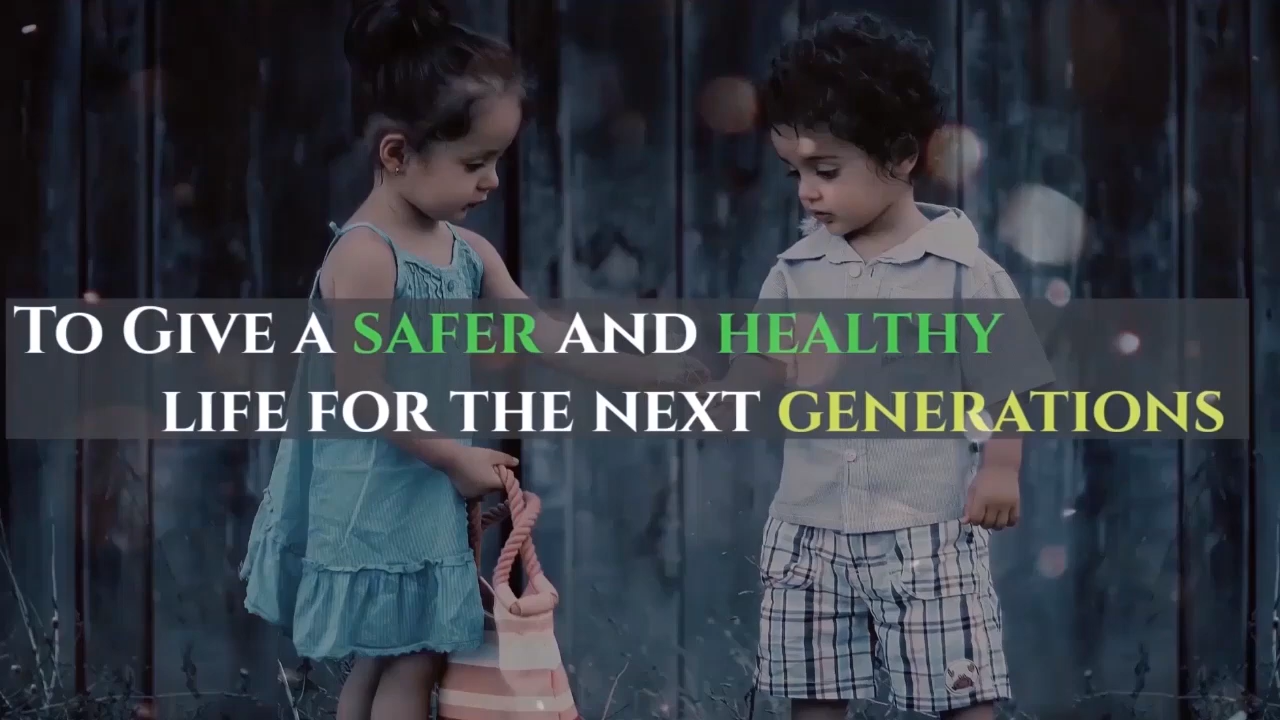 To Give a safer and healthy
life for the next generations